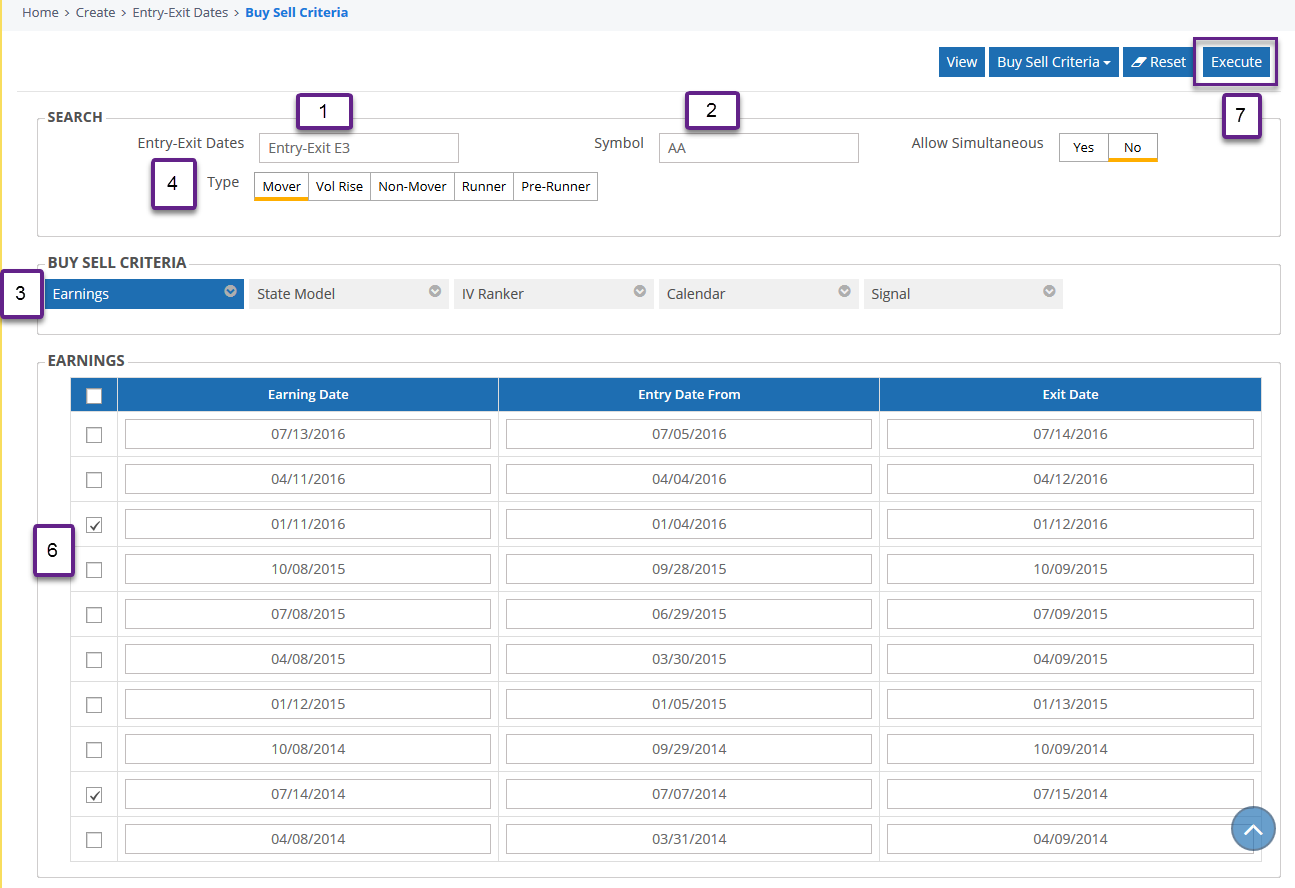 Home > Create > Entry-Exit Dates > Buy Sell Criteria
View Buy Sell Criteria Reset Execute
1 2 7
SEARCH
Entry-Exit Dates Entry-Exit E3 Symbol AA Allow Simultaneous Yes No
4 Type Mover Vol Rise Non-Mover Runner Pre-Runner
BUY SELL CRITERIA
3 Earnings State Model IV Ranker Calendar Signal
EARNINGS
Earning Date Entry Date From Exit Date
07/13/2016 07/05/2016 07/14/2016
04/11/2016 04/04/2016 04/12/2016
01/11/2016 01/04/2016 01/12/2016
6
10/08/2015 09/28/2015 10/09/2015
07/08/2015 06/29/2015 07/09/2015
04/08/2015 03/30/2015 04/09/2015
01/12/2015 01/05/2015 01/13/2015
10/08/2014 09/29/2014 10/09/2014
07/14/2014 07/07/2014 07/15/2014
04/08/2014 03/31/2014 04/09/2014